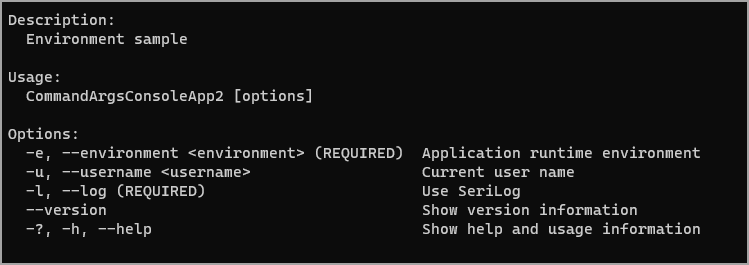 Description:
  Environment sample

Usage:
  CommandArgsConsoleApp2 [options]

Options:
  -e, --environment <environment> (REQUIRED)  Application runtime environment
  -u, --username <username>                   Current user name
  -l, --log (REQUIRED)                        Use SeriLog
  --version                                   Show version information
  -?, -h, --help                              Show help and usage information